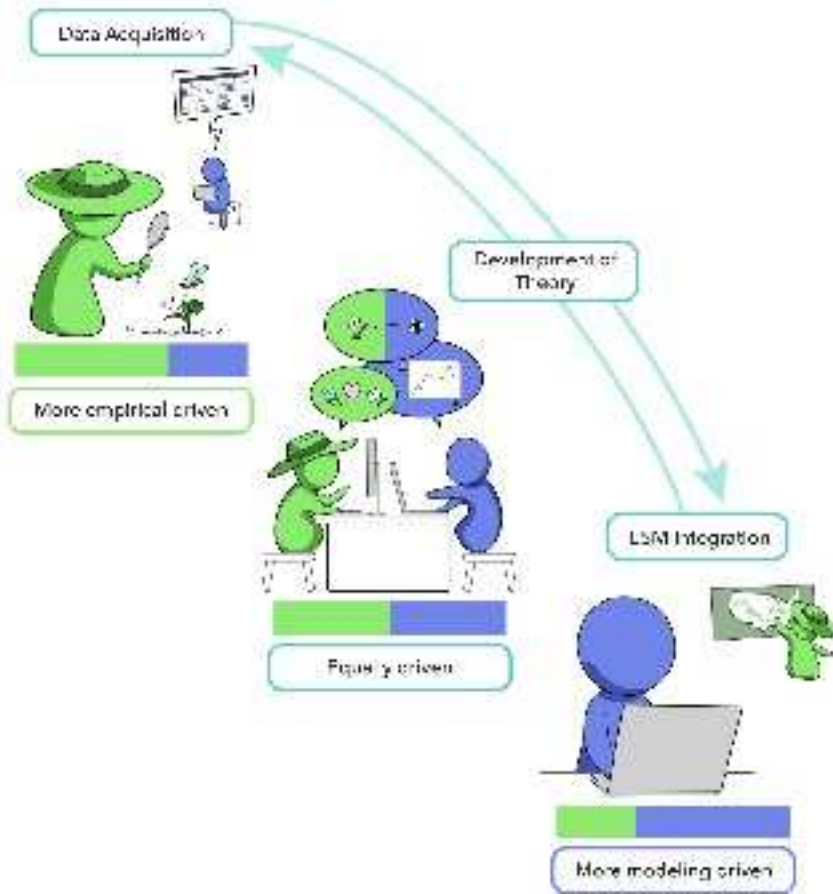 Data Acquisition
Development of
Theory
More empirical driven
ESM Integration
Equally driven
More modeling driven